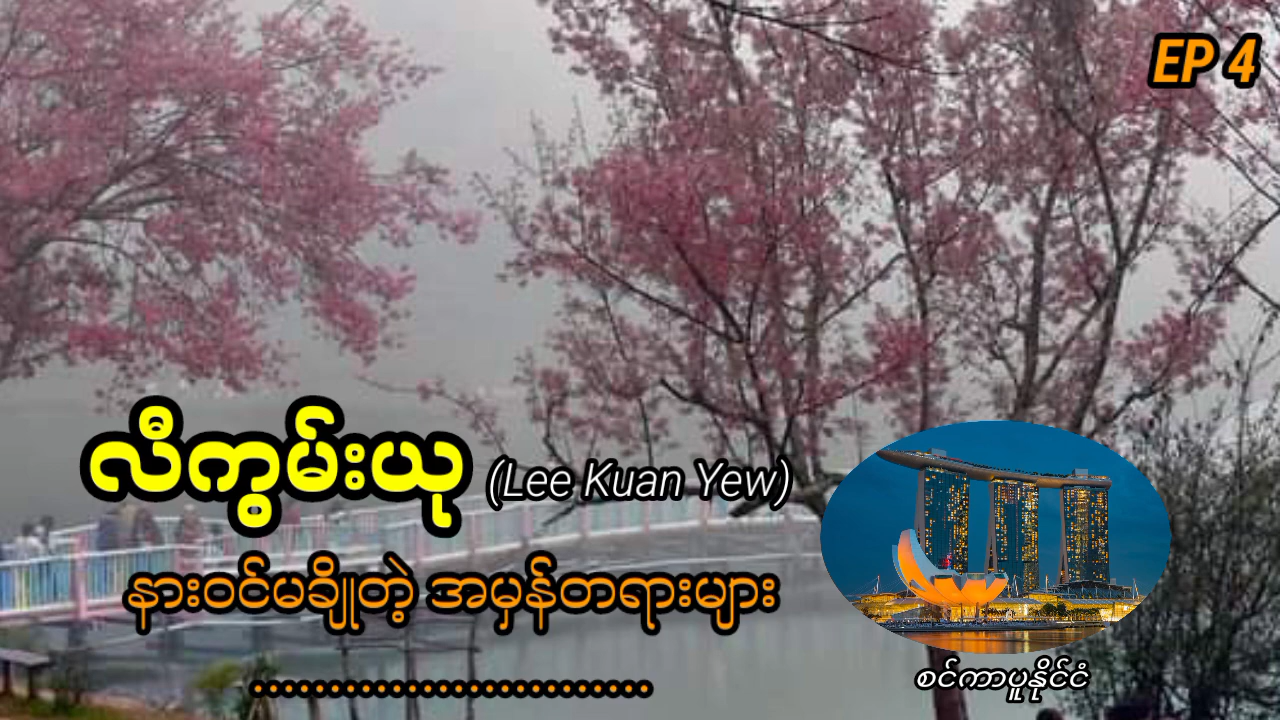 EP 4
လီကွမ်းယု (Lee Kuan Yew)
နားဝင်မချိုတဲ့ အမှန်တရားများ
..............................
စင်ကာပူနိုင်ငံ